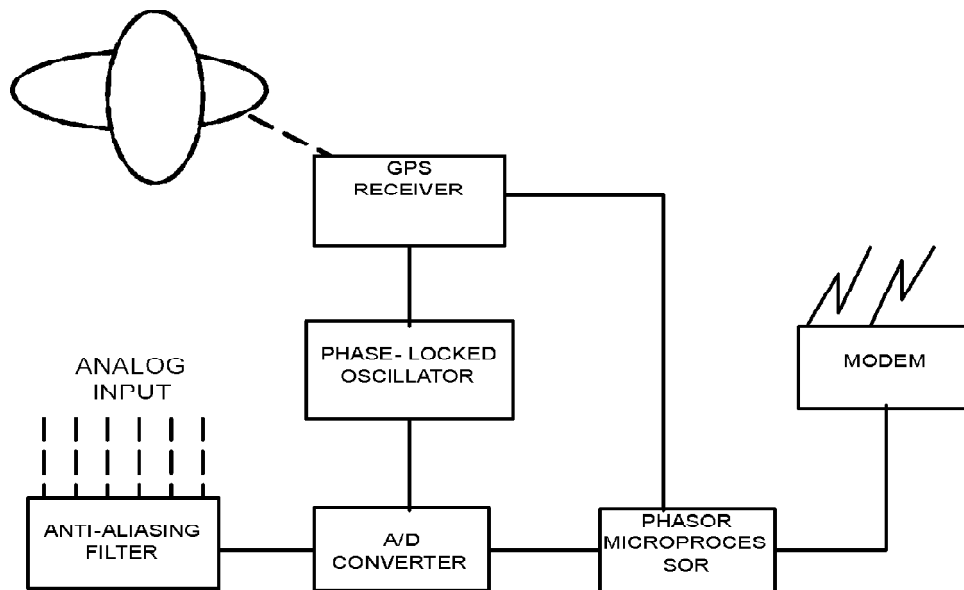 GPS
RECEIVER
PHASE- LOCKED
OSCILLATOR
MODEM
ANALOG
INPUT
ANTI-ALIASING
FILTER
A/D
CONVERTER
PHASOR
MICROPROCES
SOR